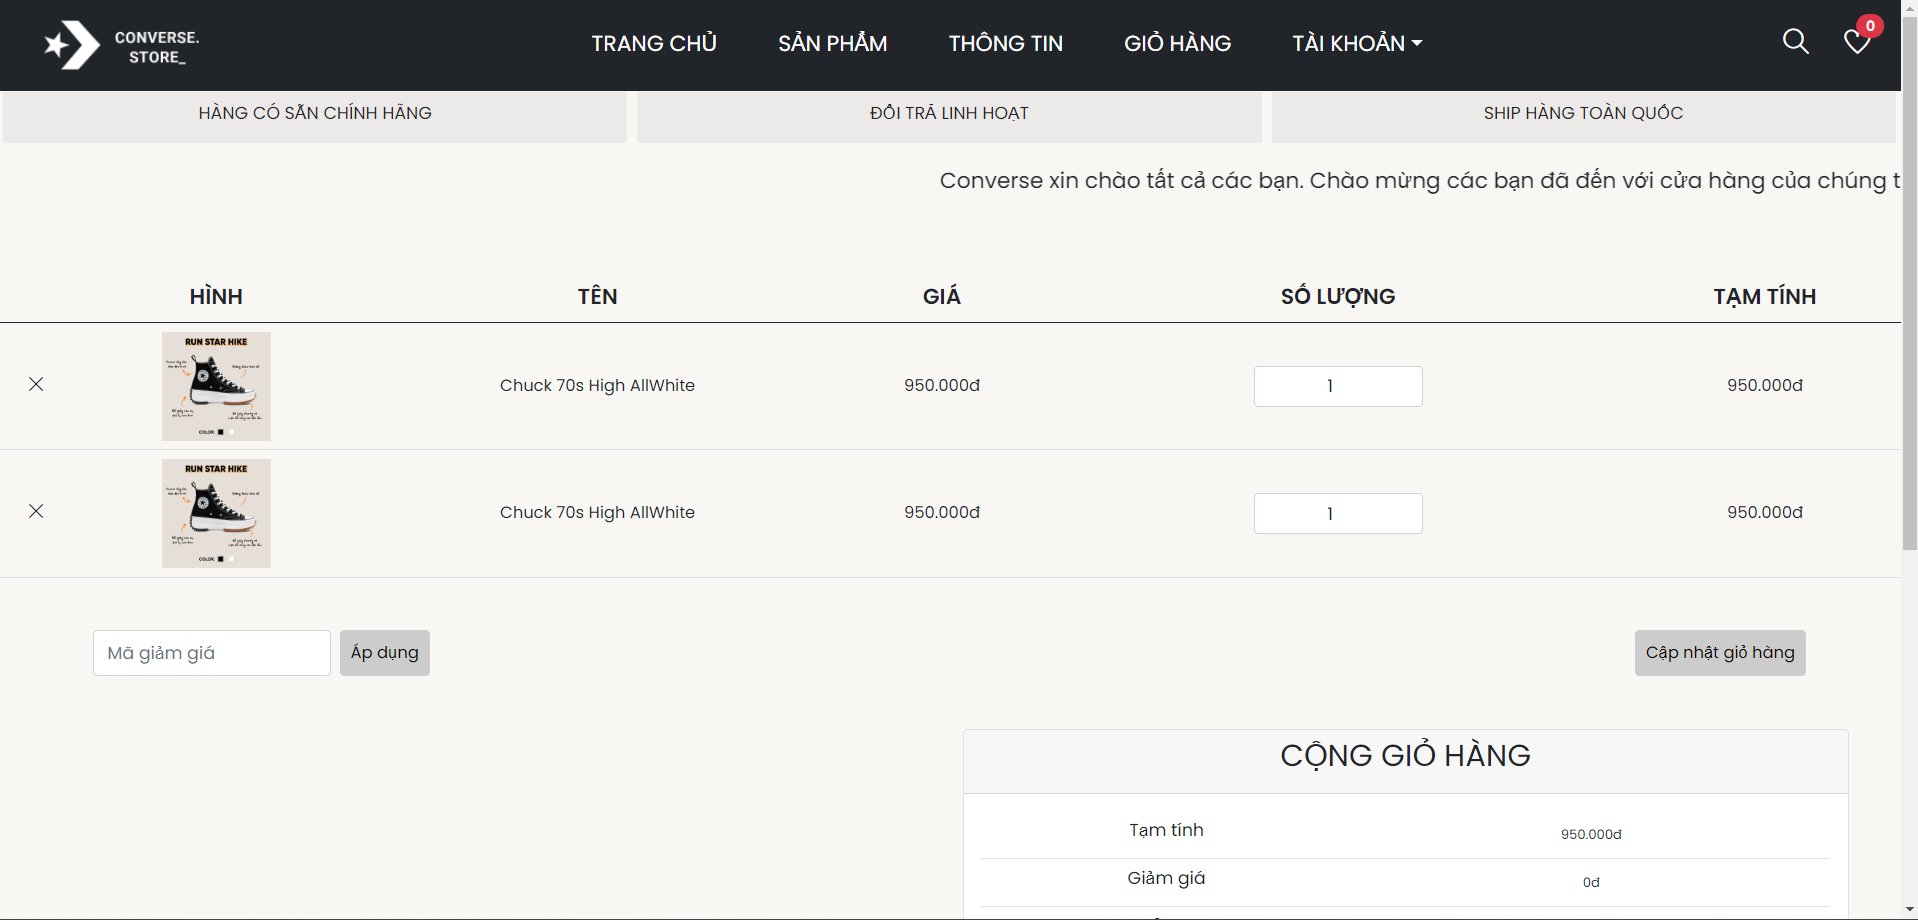 CONVERSE.
STORE_
TRANG CHỦ SẢN PHẨM THÔNG TIN GIỎ HÀNG TÀI KHOẢN 0
HÀNG CÓ SẴN CHÍNH HÃNG ĐỔI TRẢ LINH HOẠT SHIP HÀNG TOÀN QUỐC
Converse xin chào tất cả các bạn. Chào mừng các bạn đã đến với cửa hàng của chúng t
HÌNH TÊN GIÁ SỐ LƯỢNG TẠM TÍNH
RUN STAR HIKE
Chuck 70s High AllWhite 950.000đ 1 950.000đ
COLOR
RUN STAR HIKE
Chuck 70s High AllWhite 950.000đ 1 950.000đ
COLOR
Mã giảm giá Áp dụng Cập nhật giỏ hàng
CỘNG GIỎ HÀNG
Tạm tính 950.000đ
Giảm giá 0đ